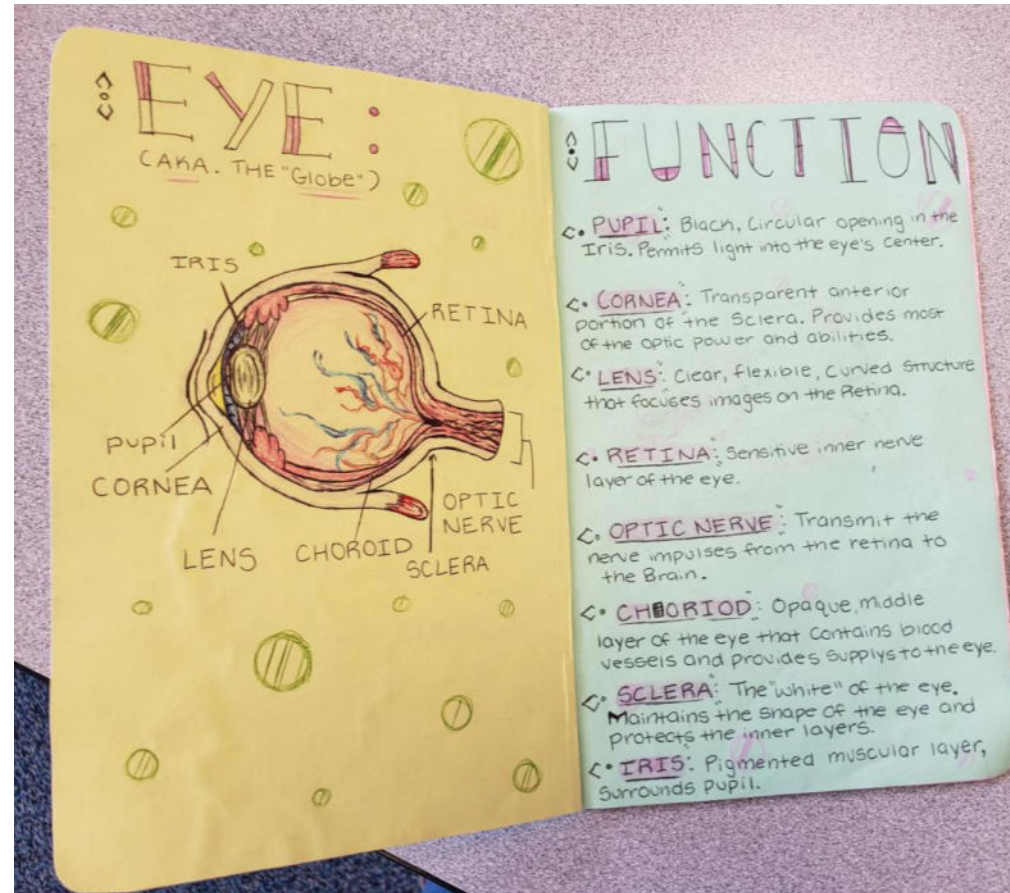 EYE:
(AKA. THE "Globe")
IRIS
RETINA
pupil
CORNEA
LENS
CHOROID
SCLERA
OPTIC
NERVE
FUNCTION
PUPIL: Black, Circular opening in the
Iris. Permits light into the eye's center.
CORNEA: Transparent anterior
portion of the Sclera. Provides most
of the optic power and abilities.
LENS: Clear, flexible, curved structure
that focuses images on the Retina.
RETINA: Sensitive inner nerve
layer of the eye.
OPTIC NERVE: Transmit the
nerve impulses from the retina to
the Brain.
CHORIOD: Opaque, middle
layer of the eye that contains blood
vessels and provides supplys to the eye.
SCLERA: The "white" of the eye.
Maintains the shape of the eye and
protects the inner layers.
IRIS: Pigmented muscular layer,
surrounds pupil.